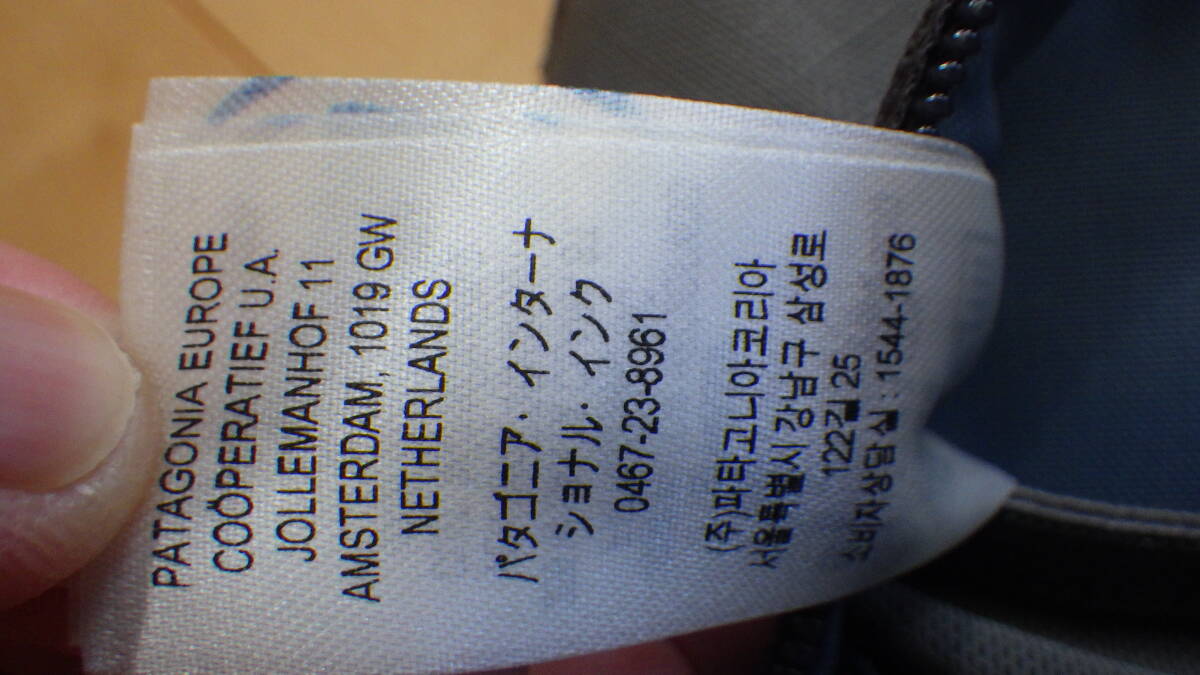 PATAGONIA EUROPE
COÖPERATIEF U.A.
JOLLEMANHOF 11
AMSTERDAM, 1019 GW
NETHERLANDS
パタゴニア・インターナ
ショナル・インク
0467-23-8961
(주)파타고니아코리아
서울특별시 강남구 삼성로
122길 25
소비자상담실 : 1544-1876